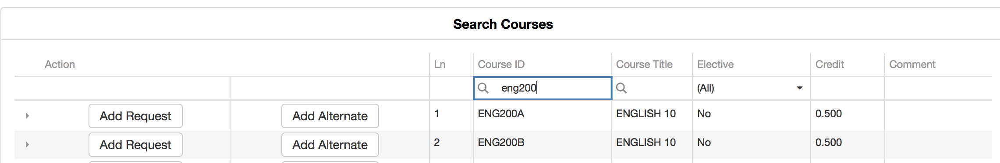 Search Courses
Action Ln Course ID Course Title Elective Credit Comment
eng200 (All)
Add Request Add Alternate 1 ENG200A ENGLISH 10 No 0.500
Add Request Add Alternate 2 ENG200B ENGLISH 10 No 0.500